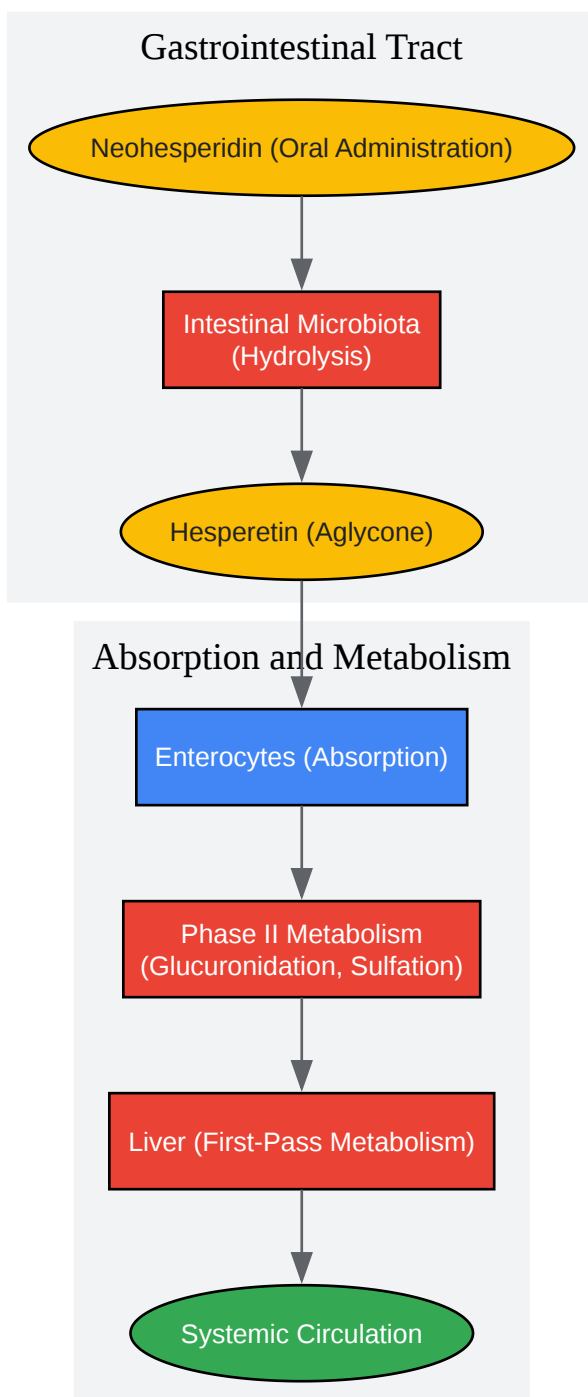 Gastrointestinal Tract
Neohesperidin (Oral Administration)
Intestinal Microbiota
(Hydrolysis)
Hesperetin (Aglycone)
Absorption and Metabolism
Enterocytes (Absorption)
Phase II Metabolism
(Glucuronidation, Sulfation)
Liver (First-Pass Metabolism)
Systemic Circulation